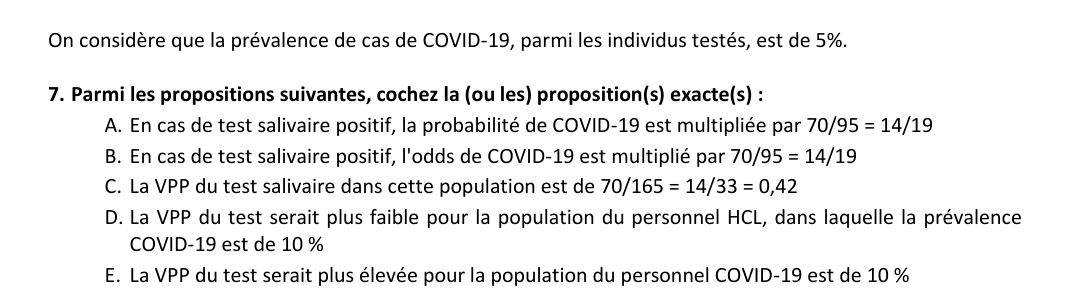 On considère que la prévalence de cas de COVID-19, parmi les individus testés, est de 5%.
7. Parmi les propositions suivantes, cochez la (ou les) proposition(s) exacte(s) :
A. En cas de test salivaire positif, la probabilité de COVID-19 est multipliée par 70/95 = 14/19
B. En cas de test salivaire positif, l'odds de COVID-19 est multiplié par 70/95 = 14/19
C. La VPP du test salivaire dans cette population est de 70/165 = 14/33 = 0,42
D. La VPP du test serait plus faible pour la population du personnel HCL, dans laquelle la prévalence
COVID-19 est de 10 %
E. La VPP du test serait plus élevée pour la population du personnel COVID-19 est de 10 %